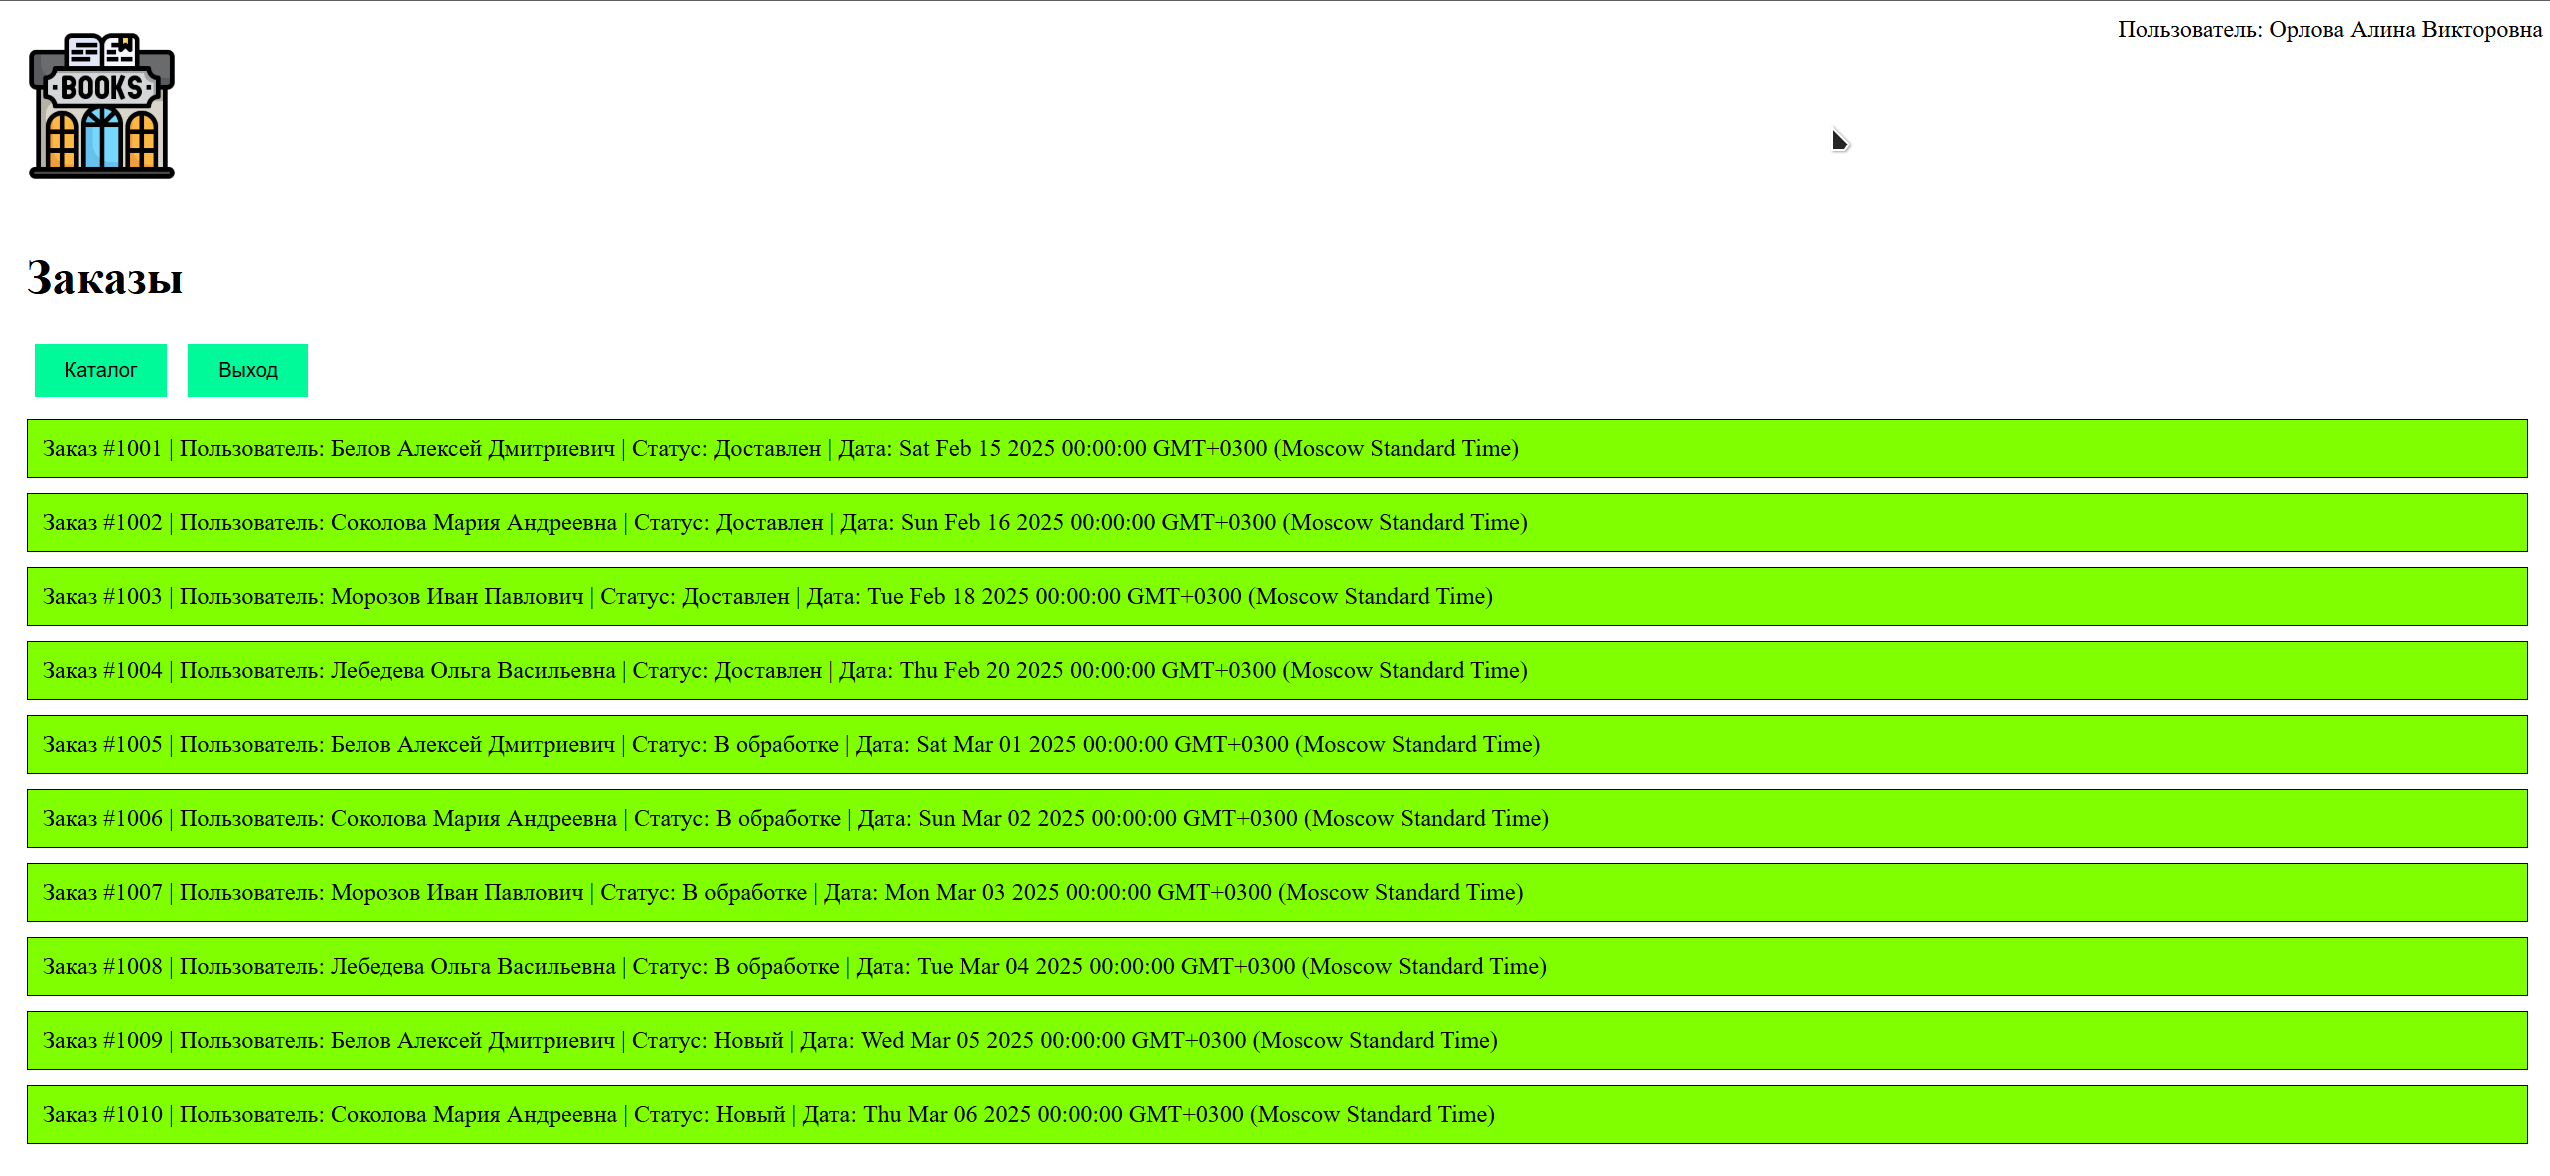 Пользователь: Орлова Алина Викторовна
·BOOKS·
Заказы
Каталог
Выход
Заказ #1001 | Пользователь: Белов Алексей Дмитриевич | Статус: Доставлен | Дата: Sat Feb 15 2025 00:00:00 GMT+0300 (Moscow Standard Time)
Заказ #1002 | Пользователь: Соколова Мария Андреевна | Статус: Доставлен | Дата: Sun Feb 16 2025 00:00:00 GMT+0300 (Moscow Standard Time)
Заказ #1003 | Пользователь: Морозов Иван Павлович | Статус: Доставлен | Дата: Tue Feb 18 2025 00:00:00 GMT+0300 (Moscow Standard Time)
Заказ #1004 | Пользователь: Лебедева Ольга Васильевна | Статус: Доставлен | Дата: Thu Feb 20 2025 00:00:00 GMT+0300 (Moscow Standard Time)
Заказ #1005 | Пользователь: Белов Алексей Дмитриевич | Статус: В обработке | Дата: Sat Mar 01 2025 00:00:00 GMT+0300 (Moscow Standard Time)
Заказ #1006 | Пользователь: Соколова Мария Андреевна | Статус: В обработке | Дата: Sun Mar 02 2025 00:00:00 GMT+0300 (Moscow Standard Time)
Заказ #1007 | Пользователь: Морозов Иван Павлович | Статус: В обработке | Дата: Mon Mar 03 2025 00:00:00 GMT+0300 (Moscow Standard Time)
Заказ #1008 | Пользователь: Лебедева Ольга Васильевна | Статус: В обработке | Дата: Tue Mar 04 2025 00:00:00 GMT+0300 (Moscow Standard Time)
Заказ #1009 | Пользователь: Белов Алексей Дмитриевич | Статус: Новый | Дата: Wed Mar 05 2025 00:00:00 GMT+0300 (Moscow Standard Time)
Заказ #1010 | Пользователь: Соколова Мария Андреевна | Статус: Новый | Дата: Thu Mar 06 2025 00:00:00 GMT+0300 (Moscow Standard Time)